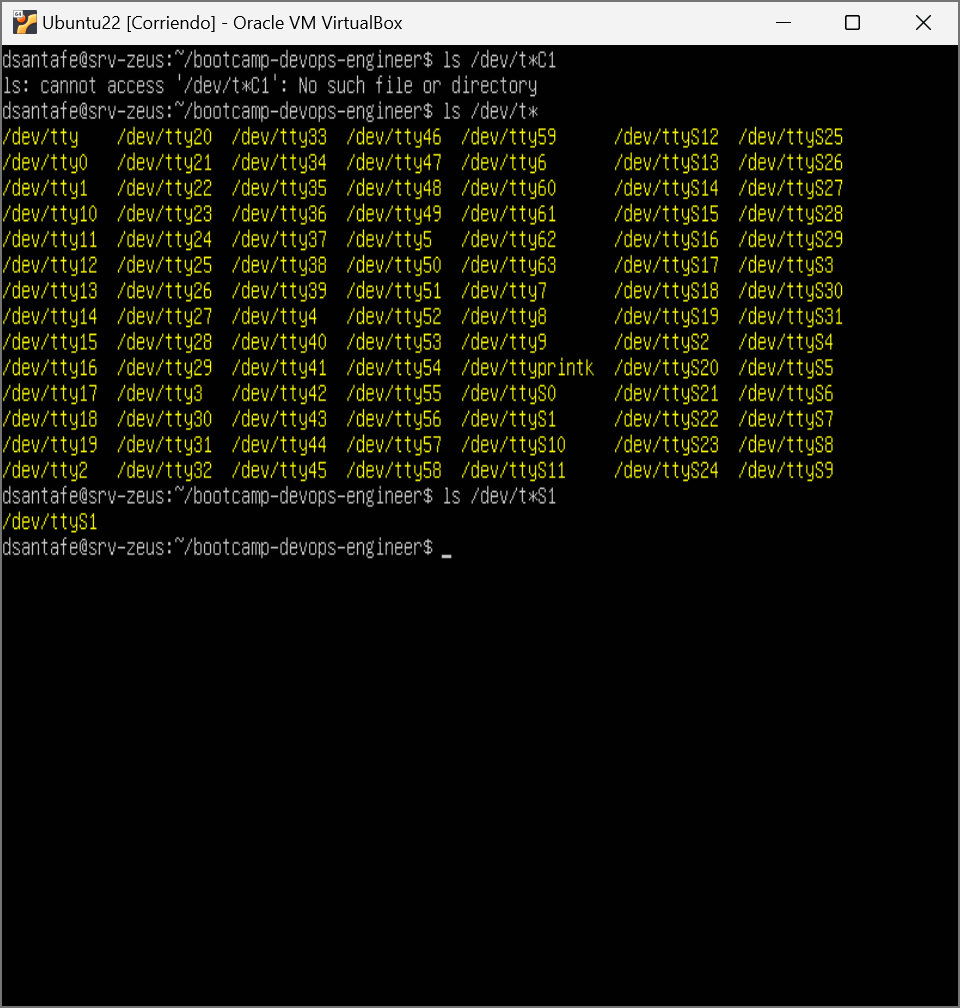 Ubuntu22 [Corriendo] - Oracle VM VirtualBox
dsantafe@srv-zeus:~/bootcamp-devops-engineer$ ls /dev/t*C1
ls: cannot access '/dev/t*C1': No such file or directory
dsantafe@srv-zeus:~/bootcamp-devops-engineer$ ls /dev/t*
/dev/tty /dev/tty20 /dev/tty33 /dev/tty46 /dev/tty59 /dev/ttyS12 /dev/ttyS25
/dev/tty0 /dev/tty21 /dev/tty34 /dev/tty47 /dev/tty6 /dev/ttyS13 /dev/ttyS26
/dev/tty1 /dev/tty22 /dev/tty35 /dev/tty48 /dev/tty60 /dev/ttyS14 /dev/ttyS27
/dev/tty10 /dev/tty23 /dev/tty36 /dev/tty49 /dev/tty61 /dev/ttyS15 /dev/ttyS28
/dev/tty11 /dev/tty24 /dev/tty37 /dev/tty5 /dev/tty62 /dev/ttyS16 /dev/ttyS29
/dev/tty12 /dev/tty25 /dev/tty38 /dev/tty50 /dev/tty63 /dev/ttyS17 /dev/ttyS3
/dev/tty13 /dev/tty26 /dev/tty39 /dev/tty51 /dev/tty7 /dev/ttyS18 /dev/ttyS30
/dev/tty14 /dev/tty27 /dev/tty4 /dev/tty52 /dev/tty8 /dev/ttyS19 /dev/ttyS31
/dev/tty15 /dev/tty28 /dev/tty40 /dev/tty53 /dev/tty9 /dev/ttyS2 /dev/ttyS4
/dev/tty16 /dev/tty29 /dev/tty41 /dev/tty54 /dev/ttyprintk /dev/ttyS20 /dev/ttyS5
/dev/tty17 /dev/tty3 /dev/tty42 /dev/tty55 /dev/ttyS0 /dev/ttyS21 /dev/ttyS6
/dev/tty18 /dev/tty30 /dev/tty43 /dev/tty56 /dev/ttyS1 /dev/ttyS22 /dev/ttyS7
/dev/tty19 /dev/tty31 /dev/tty44 /dev/tty57 /dev/ttyS10 /dev/ttyS23 /dev/ttyS8
/dev/tty2 /dev/tty32 /dev/tty45 /dev/tty58 /dev/ttyS11 /dev/ttyS24 /dev/ttyS9
dsantafe@srv-zeus:~/bootcamp-devops-engineer$ ls /dev/t*S1
/dev/ttyS1
dsantafe@srv-zeus:~/bootcamp-devops-engineer$ _